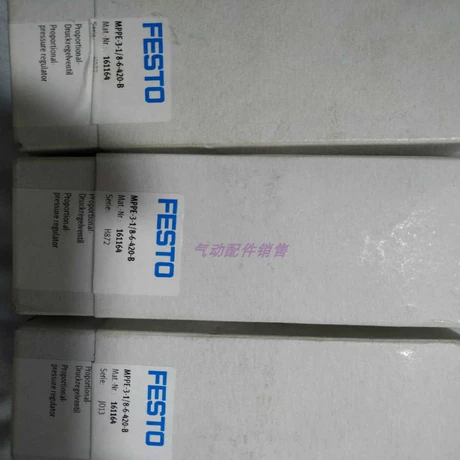 FESTO
MPPE-3-1/8-6-420-B
Mat.-Nr. 161164
Serie:
Proportional-
Druckregelventil
Proportional-
pressure regulator
FESTO
MPPE-3-1/8-6-420-B
Mat.-Nr. 161164
Serie: H872
Proportional-
Druckregelventil
Proportional-
pressure regulator
气动配件销售
FESTO
MPPE-3-1/8-6-420-B
Mat.-Nr. 161164
Serie: J013
Proportional-
Druckregelventil
Proportional-
pressure regulator